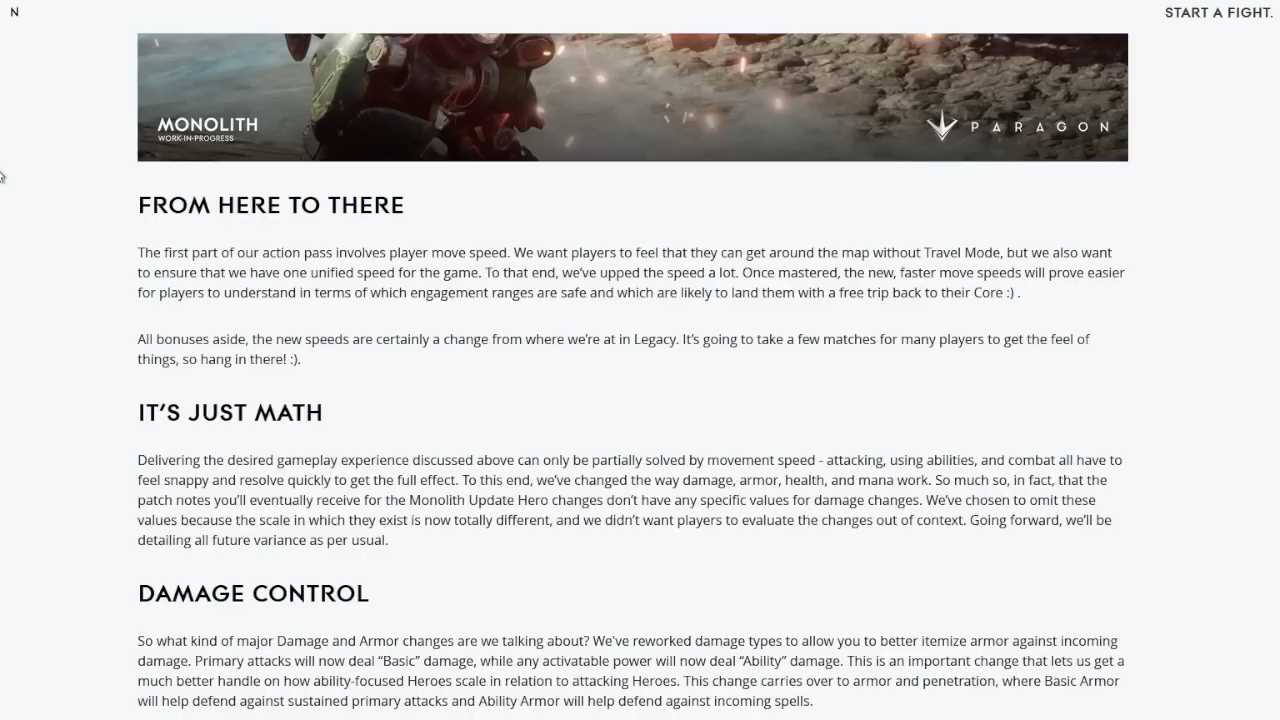 N
START A FIGHT.
MONOLITH
WORK-IN-PROGRESS
PARAGON
FROM HERE TO THERE
The first part of our action pass involves player move speed. We want players to feel that they can get around the map without Travel Mode, but we also want
to ensure that we have one unified speed for the game. To that end, we've upped the speed a lot. Once mastered, the new, faster move speeds will prove easier
for players to understand in terms of which engagement ranges are safe and which are likely to land them with a free trip back to their Core :) .
All bonuses aside, the new speeds are certainly a change from where we're at in Legacy. It's going to take a few matches for many players to get the feel of
things, so hang in there! :).
IT'S JUST MATH
Delivering the desired gameplay experience discussed above can only be partially solved by movement speed - attacking, using abilities, and combat all have to
feel snappy and resolve quickly to get the full effect. To this end, we've changed the way damage, armor, health, and mana work. So much so, in fact, that the
patch notes you'll eventually receive for the Monolith Update Hero changes don't have any specific values for damage changes. We've chosen to omit these
values because the scale in which they exist is now totally different, and we didn't want players to evaluate the changes out of context. Going forward, we'll be
detailing all future variance as per usual.
DAMAGE CONTROL
So what kind of major Damage and Armor changes are we talking about? We've reworked damage types to allow you to better itemize armor against incoming
damage. Primary attacks will now deal “Basic” damage, while any activatable power will now deal “Ability” damage. This is an important change that lets us get a
much better handle on how ability-focused Heroes scale in relation to attacking Heroes. This change carries over to armor and penetration, where Basic Armor
will help defend against sustained primary attacks and Ability Armor will help defend against incoming spells.